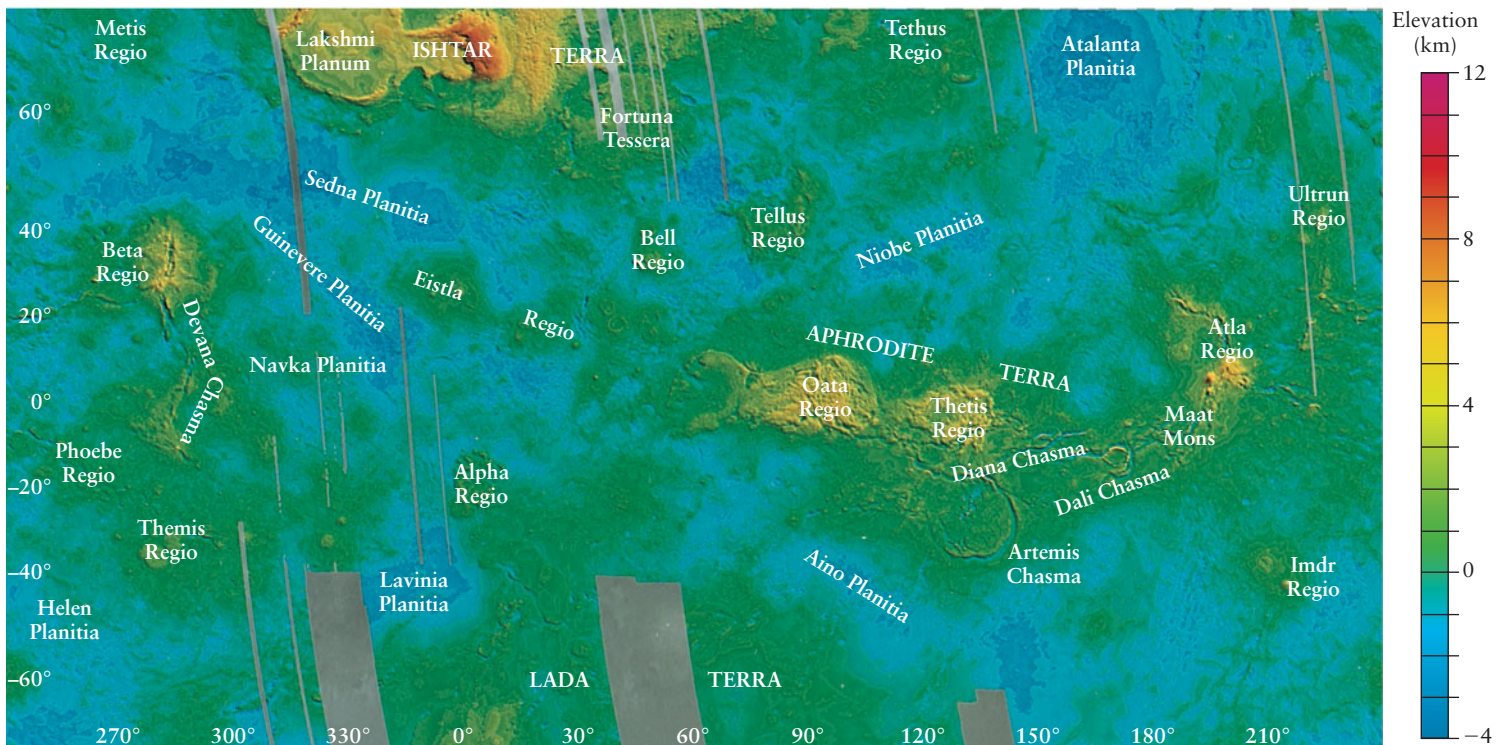 Metis
Regio
Lakshmi
Planum
ISHTAR
TERRA
Tethus
Regio
Atalanta
Planitia
Elevation
(km)
12
8
4
0
−4
60°
Fortuna
Tessera
Sedna Planitia
Ultrun
Regio
40°
Beta
Regio
Guinevere Planitia
Bell
Regio
Tellus
Regio
Niobe Planitia
Eistla
Regio
20°
Devana Chasma
Navka Planitia
APHRODITE
TERRA
Atla
Regio
0°
Oata
Regio
Thetis
Regio
Maat
Mons
Phoebe
Regio
Alpha
Regio
Diana Chasma
Dali Chasma
–20°
Themis
Regio
Artemis
Chasma
–40°
Lavinia
Planitia
Aino Planitia
Imdr
Regio
Helen
Planitia
–60°
LADA
TERRA
270°
300°
330°
0°
30°
60°
90°
120°
150°
180°
210°